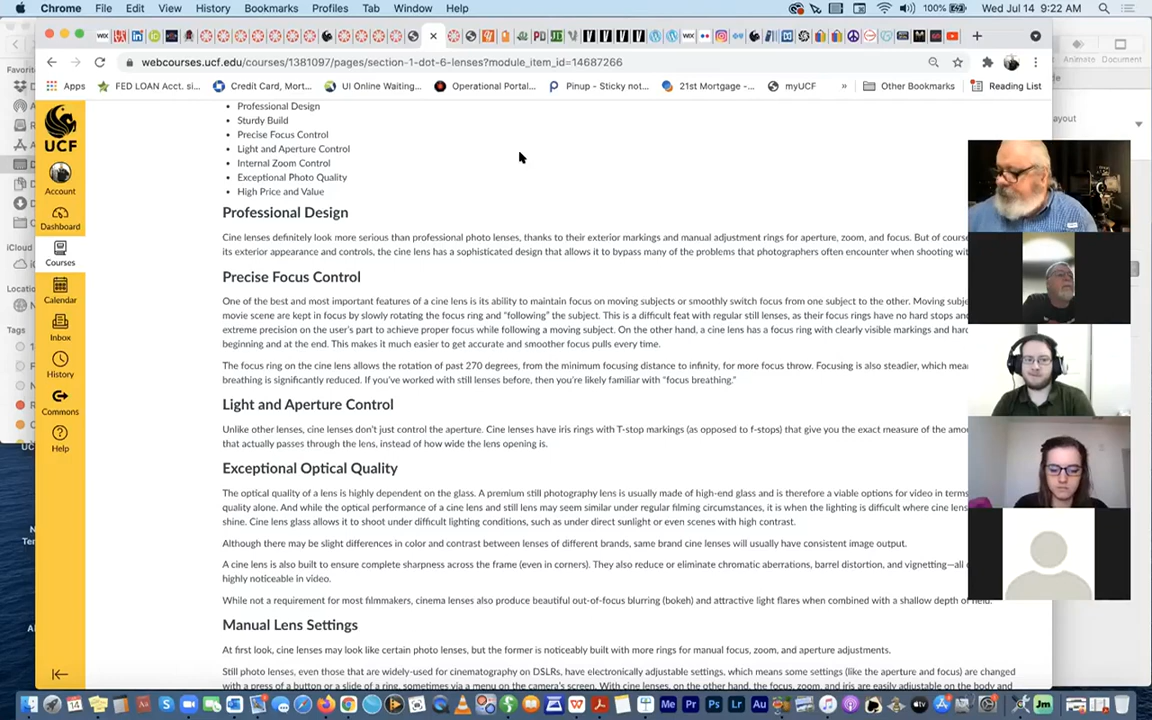 Chrome File Edit View History Bookmarks Profiles Tab Window Help 100% Wed Jul 14 9:22 AM
webcourses.ucf.edu/courses/1381097/pages/section-1-dot-6-lenses?module_item_id=14687266
Apps FED LOAN Acct. si... Credit Card, Mort... UI Online Waiting... Operational Portal... Pinup - Sticky not... 21st Mortgage -... myUCF » Other Bookmarks Reading List
Animate Document
ayout
Favorites
iCloud
Tags
UCF
Account
Dashboard
Courses
Calendar
Inbox
History
Commons
Help
Professional Design
Sturdy Build
Precise Focus Control
Light and Aperture Control
Internal Zoom Control
Exceptional Photo Quality
High Price and Value
Professional Design
Cine lenses definitely look more serious than professional photo lenses, thanks to their exterior markings and manual adjustment rings for aperture, zoom, and focus. But of course
its exterior appearance and controls, the cine lens has a sophisticated design that allows it to bypass many of the problems that photographers often encounter when shooting wi
Precise Focus Control
One of the best and most important features of a cine lens is its ability to maintain focus on moving subjects or smoothly switch focus from one subject to the other. Moving subje
movie scene are kept in focus by slowly rotating the focus ring and “following” the subject. This is a difficult feat with regular still lenses, as their focus rings have no hard stops an
extreme precision on the user’s part to achieve proper focus while following a moving subject. On the other hand, a cine lens has a focus ring with clearly visible markings and hard
beginning and at the end. This makes it much easier to get accurate and smoother focus pulls every time.
The focus ring on the cine lens allows the rotation of past 270 degrees, from the minimum focusing distance to infinity, for more focus throw. Focusing is also steadier, which mea
breathing is significantly reduced. If you’ve worked with still lenses before, then you’re likely familiar with “focus breathing.”
Light and Aperture Control
Unlike other lenses, cine lenses don’t just control the aperture. Cine lenses have iris rings with T-stop markings (as opposed to f-stops) that give you the exact measure of the amo
that actually passes through the lens, instead of how wide the lens opening is.
Exceptional Optical Quality
The optical quality of a lens is highly dependent on the glass. A premium still photography lens is usually made of high-end glass and is therefore a viable options for video in terms
quality alone. And while the optical performance of a cine lens and still lens may seem similar under regular filming circumstances, it is when the lighting is difficult where cine lens
shine. Cine lens glass allows it to shoot under difficult lighting conditions, such as under direct sunlight or even scenes with high contrast.
Although there may be slight differences in color and contrast between lenses of different brands, same brand cine lenses will usually have consistent image output.
A cine lens is also built to ensure complete sharpness across the frame (even in corners). They also reduce or eliminate chromatic aberrations, barrel distortion, and vignetting—all
highly noticeable in video.
While not a requirement for most filmmakers, cinema lenses also produce beautiful out-of-focus blurring (bokeh) and attractive light flares when combined with a shallow depth of field.
Manual Lens Settings
At first look, cine lenses may look like certain photo lenses, but the former is noticeably built with more rings for manual focus, zoom, and aperture adjustments.
Still photo lenses, even those that are widely-used for cinematography on DSLRs, have electronically adjustable settings, which means some settings (like the aperture and focus) are changed
with a press of a button or a slide of a ring, sometimes via a menu on the camera’s screen. With cine lenses, on the other hand, the focus, zoom, and iris are easily adjustable on the body and